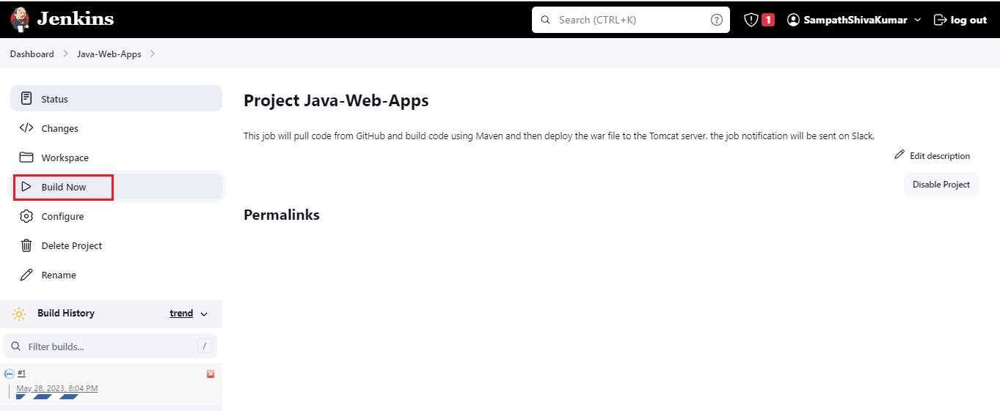 Jenkins
Search (CTRL+K)
1
SampathShivaKumar
log out
Dashboard
Java-Web-Apps
Status
Changes
Workspace
Build Now
Configure
Delete Project
Rename
Project Java-Web-Apps
This job will pull code from GitHub and build code using Maven and then deploy the war file to the Tomcat server. the job notification will be sent on Slack.
Edit description
Disable Project
Permalinks
Build History
trend
Filter builds...
/
#1
May 28, 2023, 8:04 PM